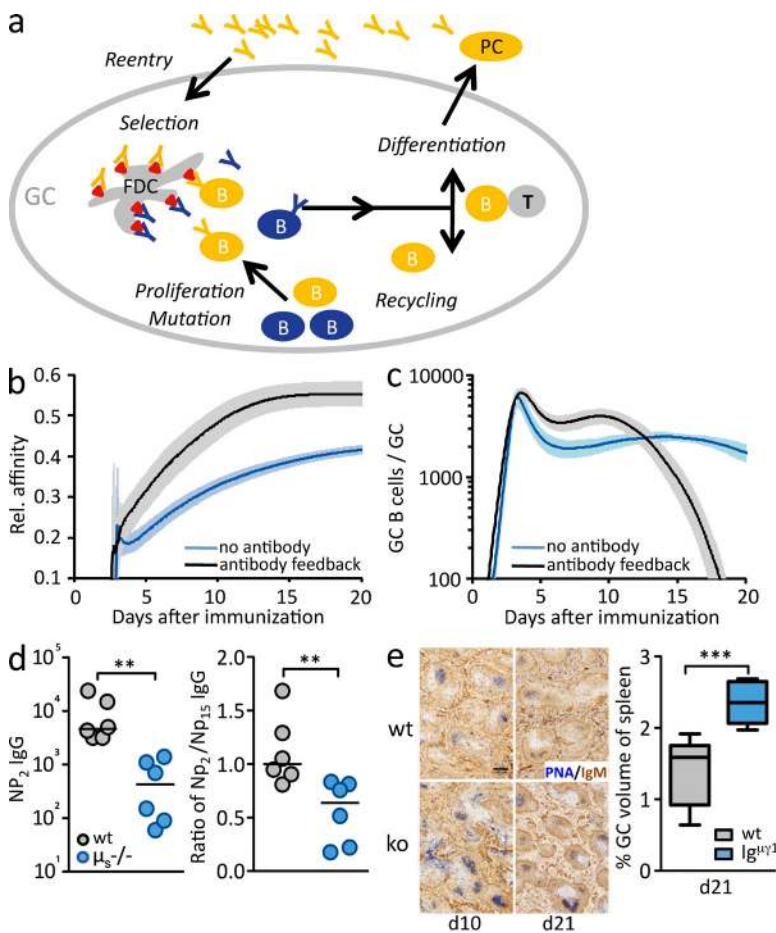 a
PC
Reentry
Selection
Differentiation
GC
FDC
B
B
B
B
T
B
B
Proliferation
Mutation
B
B
Recycling
b
0.6
0.5
0.4
0.3
0.2
0.1
Rel. affinity
no antibody
antibody feedback
0
5
10
15
20
Days after immunization
c
10000
1000
100
GC B cells / GC
no antibody
antibody feedback
0
5
10
15
20
Days after immunization
d
10⁵
10⁴
10³
10²
10¹
NP₂ IgG
**
wt
μₛ-/-
2.0
1.5
1.0
0.5
0.0
Ratio of Np₂/Np₁₅ IgG
**
e
wt
ko
PNA/IgM
d10
d21
3
2
1
0
% GC volume of spleen
***
wt
Igᵘᵞ¹
d21